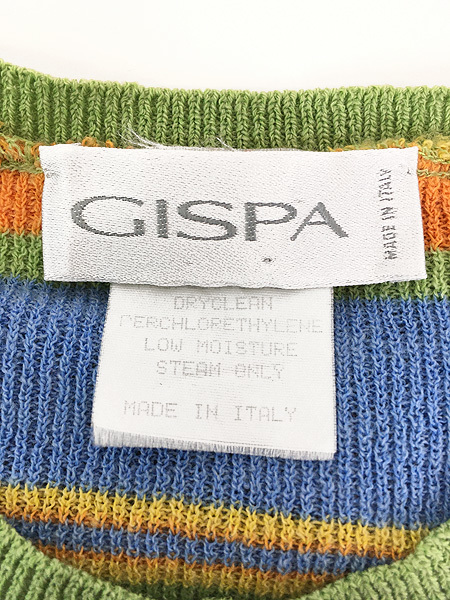 GISPA
MADE IN ITALY
DRYCLEAN
PERCHLORETHYLENE
LOW MOISTURE
STEAM ONLY
MADE IN ITALY